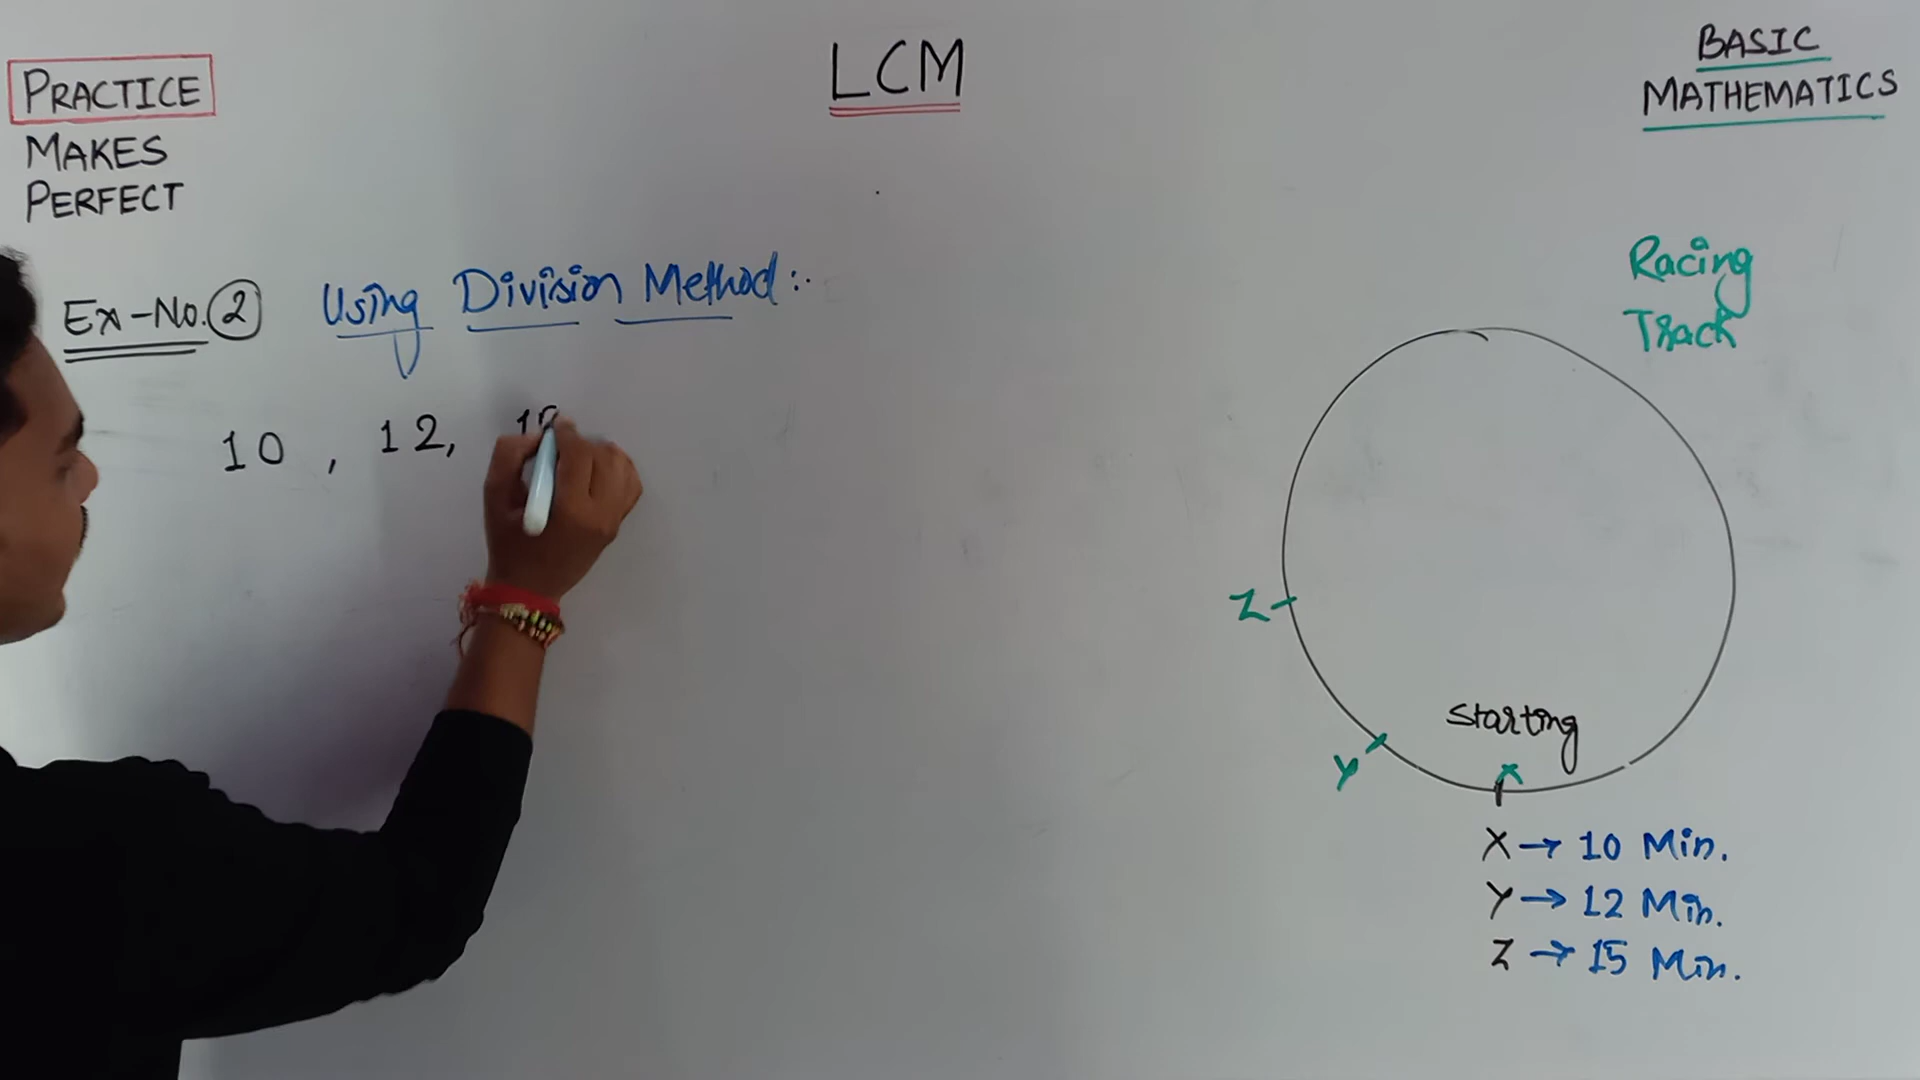 PRACTICE
MAKES
PERFECT
LCM
BASIC
MATHEMATICS
Ex-No. 2 Using Division Method:-
10 , 12,
Racing
Track
Z
Y
Starting
X
X → 10 Min.
Y → 12 Min.
Z → 15 Min.